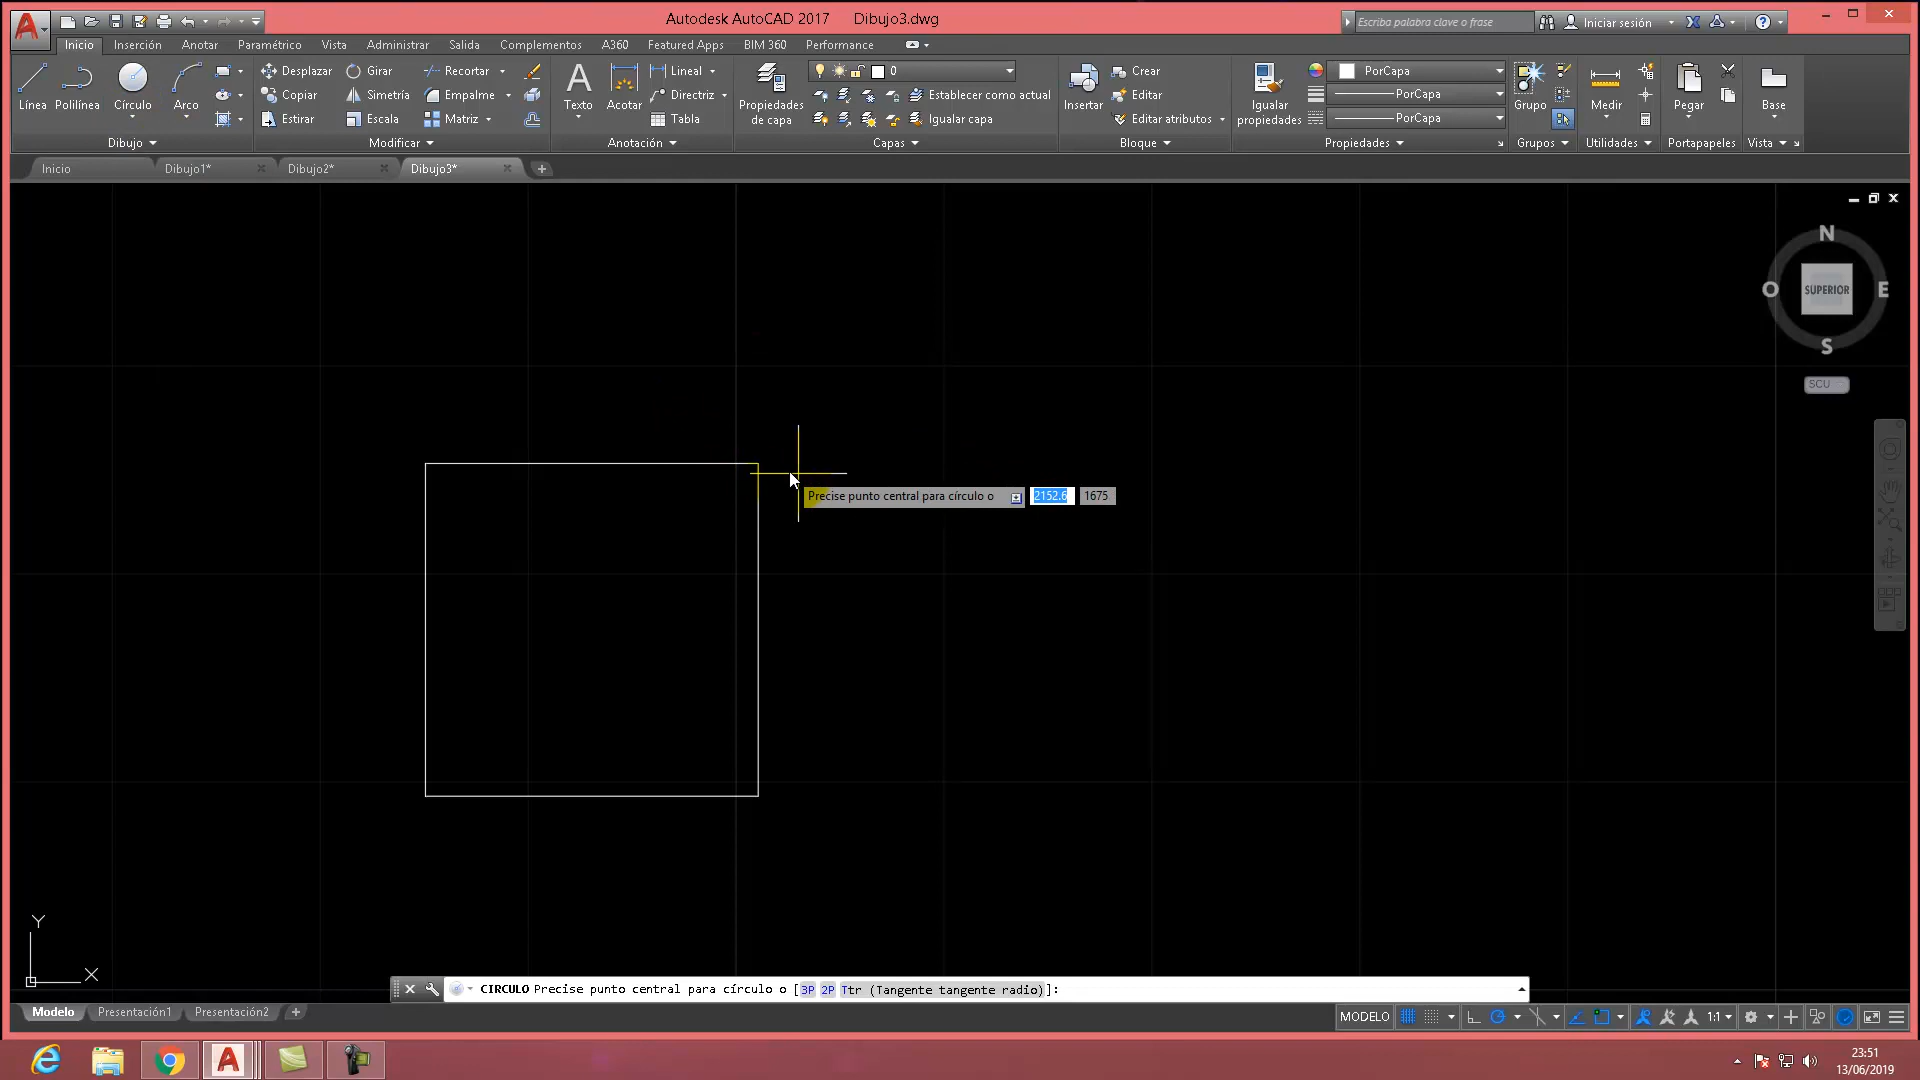 Autodesk AutoCAD 2017 Dibujo3.dwg
Escriba palabra clave o frase
Iniciar sesión
Inicio Inserción Anotar Paramétrico Vista Administrar Salida Complementos A360 Featured Apps BIM 360 Performance
Línea Polilínea Círculo Arco
Desplazar Girar Recortar
Copiar Simetría Empalme
Estirar Escala Matriz
Texto Acotar
Lineal
Directriz
Tabla
Propiedades
de capa
0
Establecer como actual
Igualar capa
Insertar
Crear
Editar
Editar atributos
Igualar
propiedades
PorCapa
PorCapa
PorCapa
Grupo Medir Pegar Base
Dibujo Modificar Anotación Capas Bloque Propiedades Grupos Utilidades Portapapeles Vista
Inicio Dibujo1* Dibujo2* Dibujo3*
N
O SUPERIOR E
S
SCU
Precise punto central para círculo o 2152.6 1675
Y
X
CIRCULO Precise punto central para círculo o [3P 2P Ttr (Tangente tangente radio)]:
Modelo Presentación1 Presentación2 +
MODELO 1:1
23:51
13/06/2019